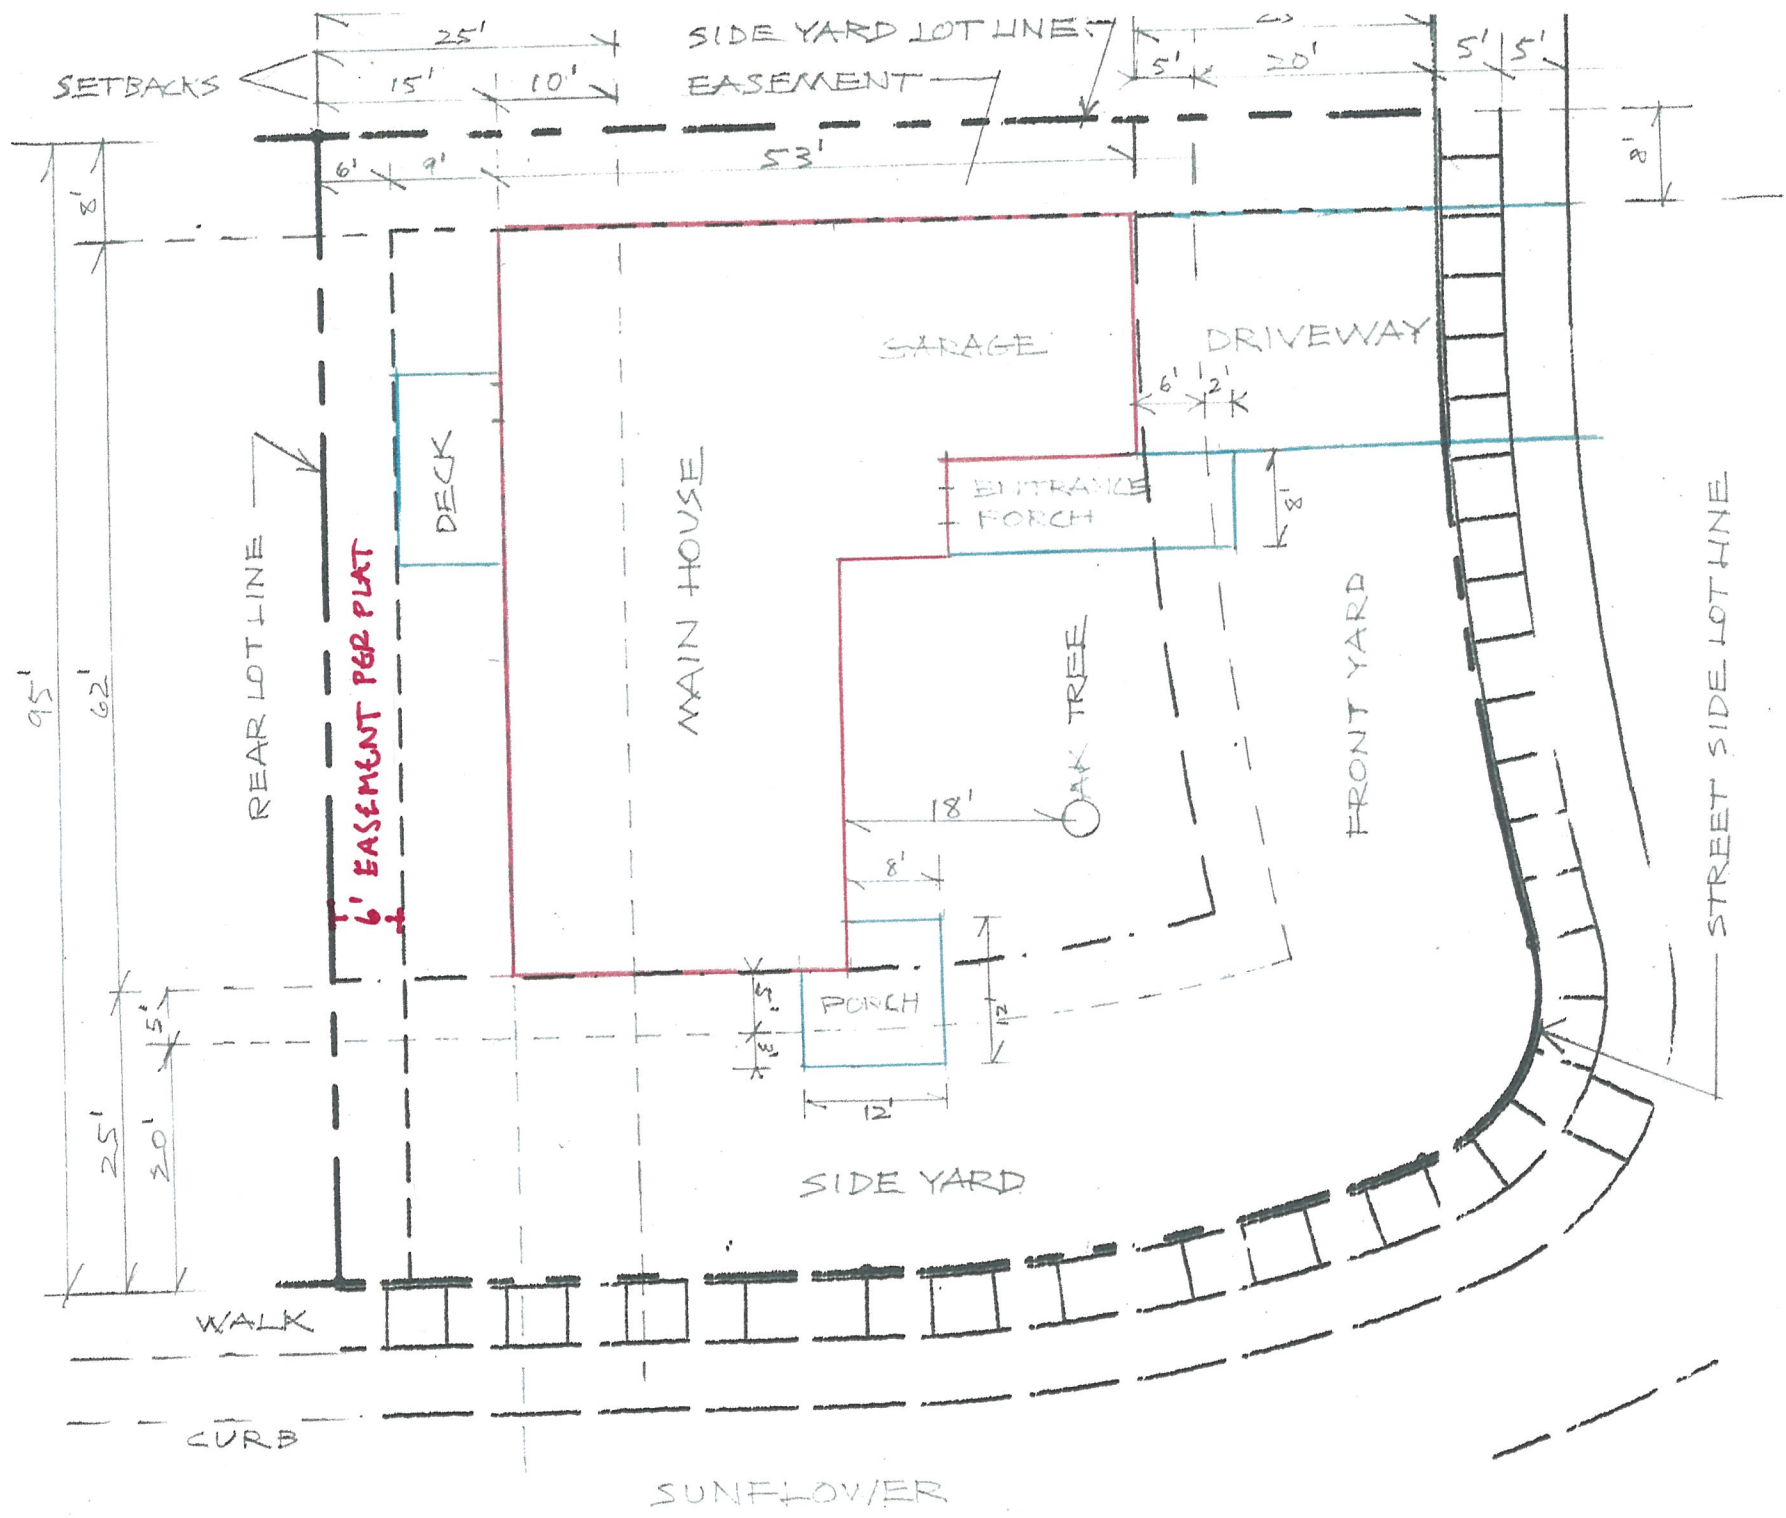 25'
SIDE YARD LOT LINE
5' 5'
SETBACKS
15'
10'
EASEMENT
5'
20'
6'
9'
53'
8'
8'
GARAGE
DRIVEWAY
6'
2'
DECK
ENTRANCE
PORCH
8'
REAR LOT LINE
6' EASEMENT PER PLAT
MAIN HOUSE
OAK TREE
FRONT YARD
STREET SIDE LOT LINE
95'
62'
18'
8'
5'
PORCH
12'
5'
3'
12'
25'
20'
SIDE YARD
WALK
CURB
SUNFLOWER